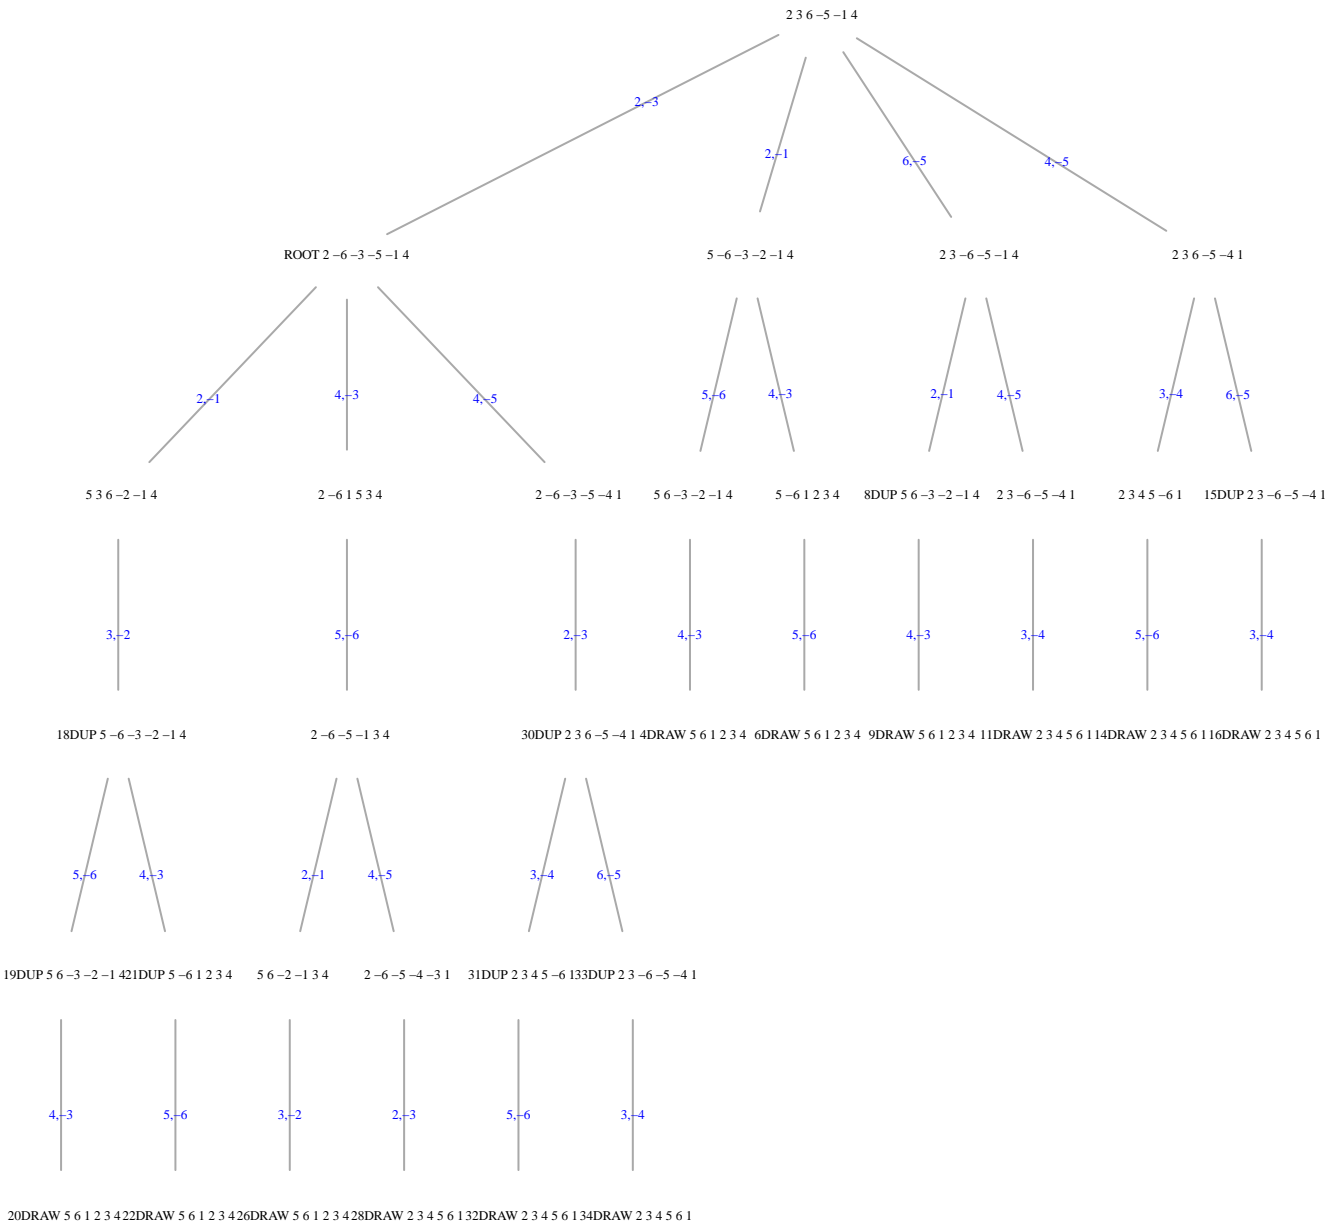 2 3 6 −5 −1 4
2,−3
2,−1
6,−5
4,−5
ROOT 2 −6 −3 −5 −1 4
5 −6 −3 −2 −1 4
2 3 −6 −5 −1 4
2 3 6 −5 −4 1
2,−1
4,−3
4,−5
5,−6
4,−3
2,−1
4,−5
3,−4
6,−5
5 3 6 −2 −1 4
2 −6 1 5 3 4
2 −6 −3 −5 −4 1
5 6 −3 −2 −1 4
5 −6 1 2 3 4
8DUP 5 6 −3 −2 −1 4
2 3 −6 −5 −4 1
2 3 4 5 −6 1
15DUP 2 3 −6 −5 −4 1
3,−2
5,−6
2,−3
4,−3
5,−6
4,−3
3,−4
5,−6
3,−4
18DUP 5 −6 −3 −2 −1 4
2 −6 −5 −1 3 4
30DUP 2 3 6 −5 −4 1
4DRAW 5 6 1 2 3 4
6DRAW 5 6 1 2 3 4
9DRAW 5 6 1 2 3 4
11DRAW 2 3 4 5 6 1
14DRAW 2 3 4 5 6 1
16DRAW 2 3 4 5 6 1
5,−6
4,−3
2,−1
4,−5
3,−4
6,−5
19DUP 5 6 −3 −2 −1 4
21DUP 5 −6 1 2 3 4
5 6 −2 −1 3 4
2 −6 −5 −4 −3 1
31DUP 2 3 4 5 −6 1
33DUP 2 3 −6 −5 −4 1
4,−3
5,−6
3,−2
2,−3
5,−6
3,−4
20DRAW 5 6 1 2 3 4
22DRAW 5 6 1 2 3 4
26DRAW 5 6 1 2 3 4
28DRAW 2 3 4 5 6 1
32DRAW 2 3 4 5 6 1
34DRAW 2 3 4 5 6 1